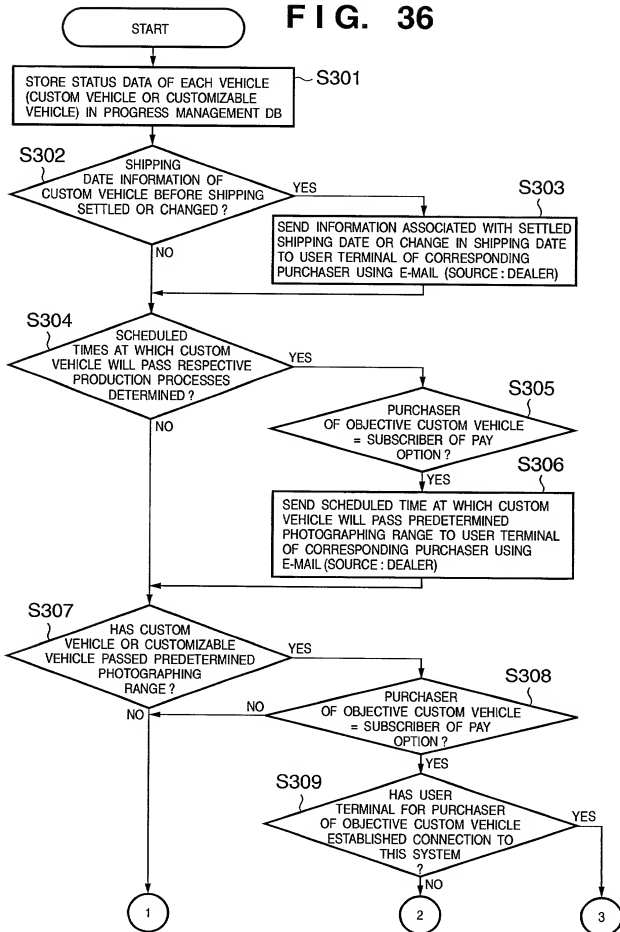 FIG. 36
START
STORE STATUS DATA OF EACH VEHICLE
(CUSTOM VEHICLE OR CUSTOMIZABLE
VEHICLE) IN PROGRESS MANAGEMENT DB
S301
S302
SHIPPING
DATE INFORMATION OF
CUSTOM VEHICLE BEFORE SHIPPING
SETTLED OR CHANGED ?
YES
NO
S303
SEND INFORMATION ASSOCIATED WITH SETTLED
SHIPPING DATE OR CHANGE IN SHIPPING DATE
TO USER TERMINAL OF CORRESPONDING
PURCHASER USING E-MAIL (SOURCE : DEALER)
S304
SCHEDULED
TIMES AT WHICH CUSTOM
VEHICLE WILL PASS RESPECTIVE
PRODUCTION PROCESSES
DETERMINED ?
YES
NO
S305
PURCHASER
OF OBJECTIVE CUSTOM VEHICLE
= SUBSCRIBER OF PAY
OPTION ?
YES
S306
SEND SCHEDULED TIME AT WHICH CUSTOM
VEHICLE WILL PASS PREDETERMINED
PHOTOGRAPHING RANGE TO USER TERMINAL
OF CORRESPONDING PURCHASER USING
E-MAIL (SOURCE : DEALER)
S307
HAS CUSTOM
VEHICLE OR CUSTOMIZABLE
VEHICLE PASSED PREDETERMINED
PHOTOGRAPHING
RANGE ?
YES
NO
S308
PURCHASER
OF OBJECTIVE CUSTOM VEHICLE
= SUBSCRIBER OF PAY
OPTION ?
NO
YES
S309
HAS USER
TERMINAL FOR PURCHASER
OF OBJECTIVE CUSTOM VEHICLE
ESTABLISHED CONNECTION TO
THIS SYSTEM
?
YES
NO
1
2
3